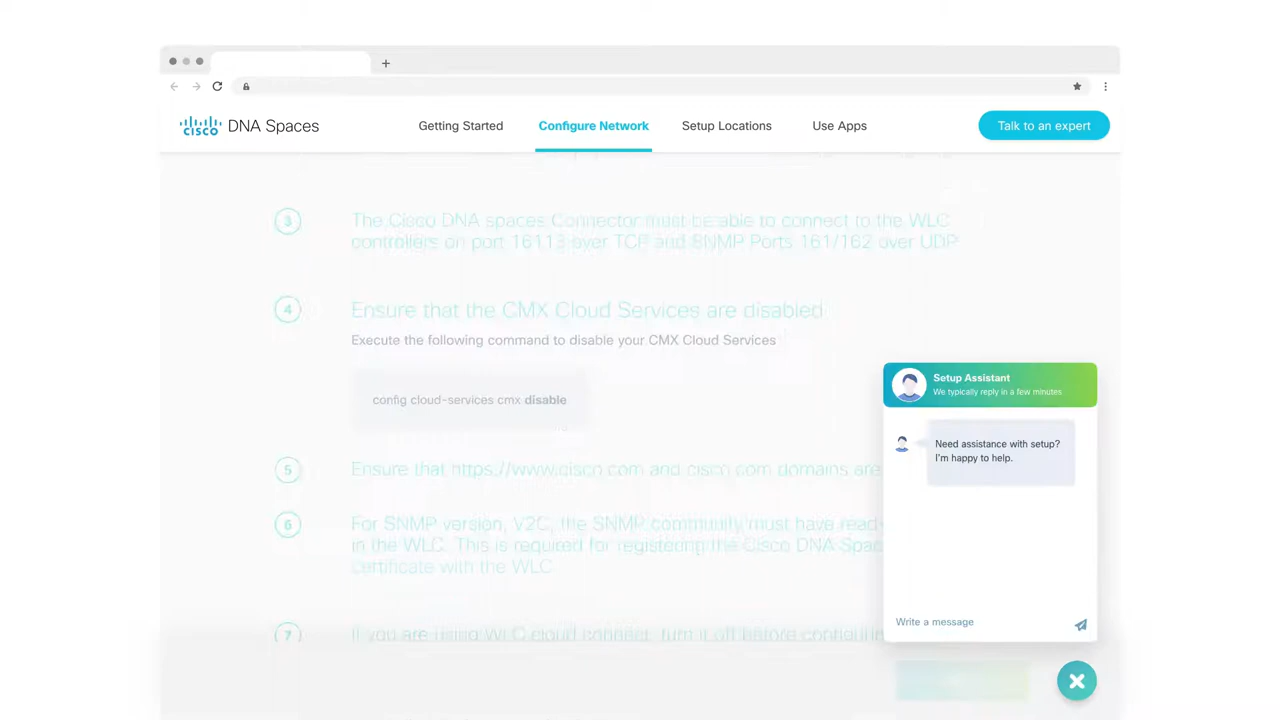 cisco DNA Spaces
Getting Started
Configure Network
Setup Locations
Use Apps
Talk to an expert
3
The Cisco DNA spaces Connector must be able to connect to the WLC
controllers on port 16113 over TCP and SNMP Ports 161/162 over UDP
4
Ensure that the CMX Cloud Services are disabled
Execute the following command to disable your CMX Cloud Services
config cloud-services cmx disable
5
Ensure that https://www.cisco.com and cisco.com domains are
6
For SNMP version, V2C, the SNMP community must have read-
in the WLC. This is required for registering the Cisco DNA Spac
certificate with the WLC
7
If you are using WLC cloud connect, turn it off before
Setup Assistant
We typically reply in a few minutes
Need assistance with setup?
I'm happy to help.
Write a message